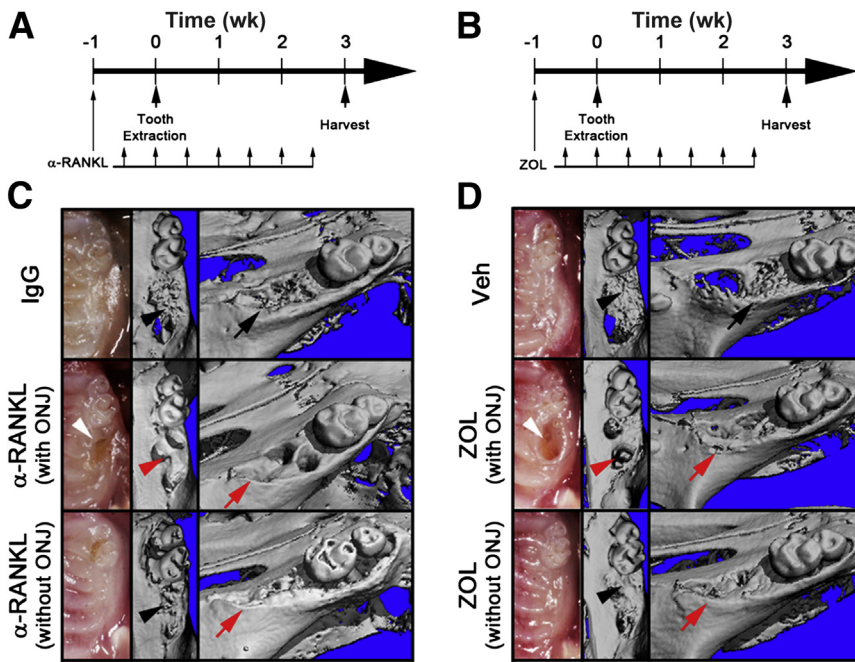 A
Time (wk)
-1 0 1 2 3
Tooth
Extraction
Harvest
α-RANKL
B
Time (wk)
-1 0 1 2 3
Tooth
Extraction
Harvest
ZOL
C
IgG
α-RANKL
(with ONJ)
α-RANKL
(without ONJ)
D
Veh
ZOL
(with ONJ)
ZOL
(without ONJ)